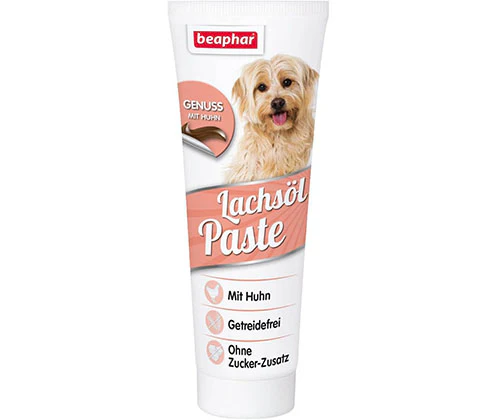 beaphar
GENUSS
MIT HUHN
Lachsöl
Paste
Mit Huhn
Getreidefrei
Ohne
Zucker-Zusatz